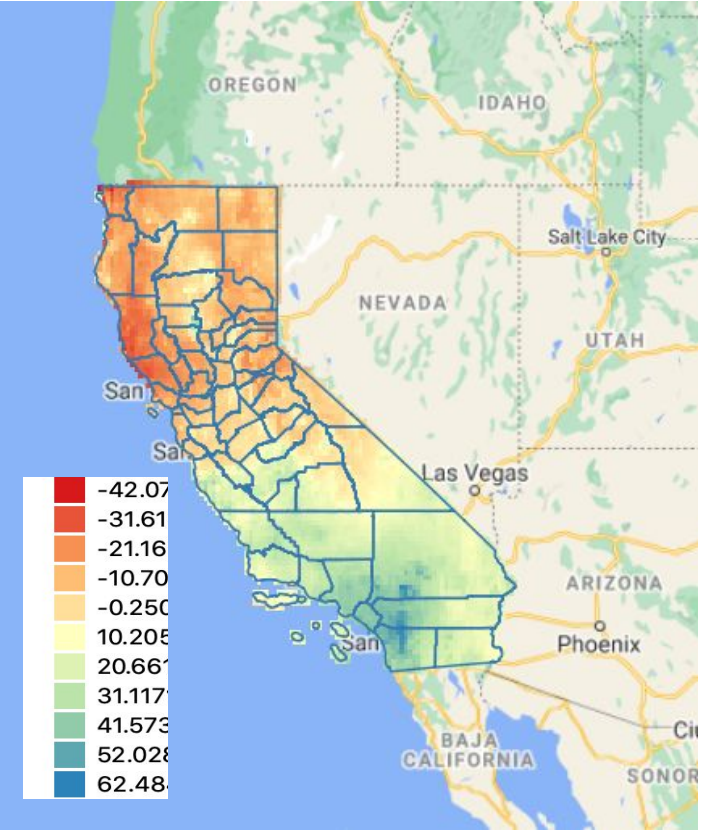 OREGON
IDAHO
Salt Lake City
NEVADA
UTAH
San
Sa
Las Vegas
-42.07
-31.61
-21.16
-10.70
-0.250
10.205
20.661
31.117
41.573
52.028
62.484
ARIZONA
Phoenix
San
BAJA
CALIFORNIA
SONOR